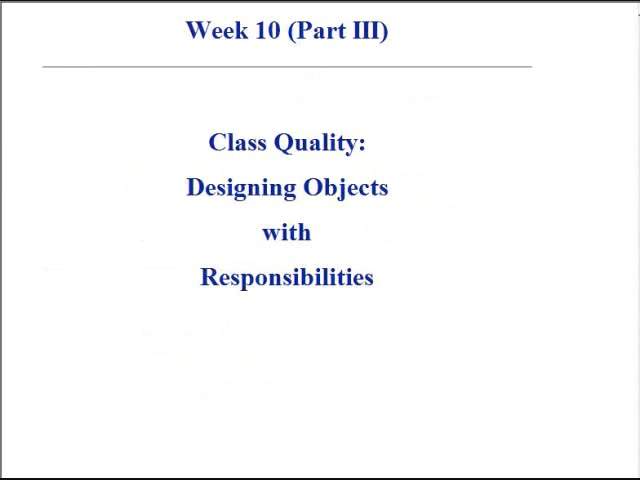 Week 10 (Part III)
Class Quality:
Designing Objects
with
Responsibilities